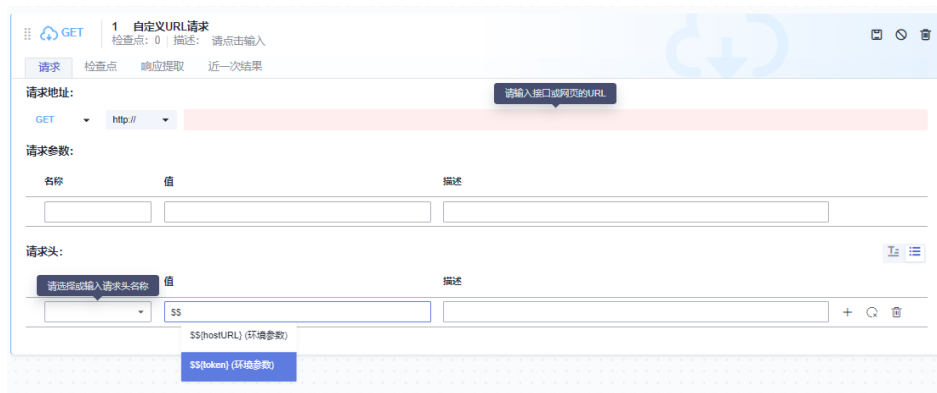 GET
1 自定义URL请求
检查点: 0 描述: 请点击输入
请求 检查点 响应提取 近一次结果
请求地址:
请输入接口或网页的URL
GET http://
请求参数:
名称 值 描述
请求头:
请选择或输入请求头名称 值 描述
$$
$${hostURL} (环境参数)
$${token} (环境参数)